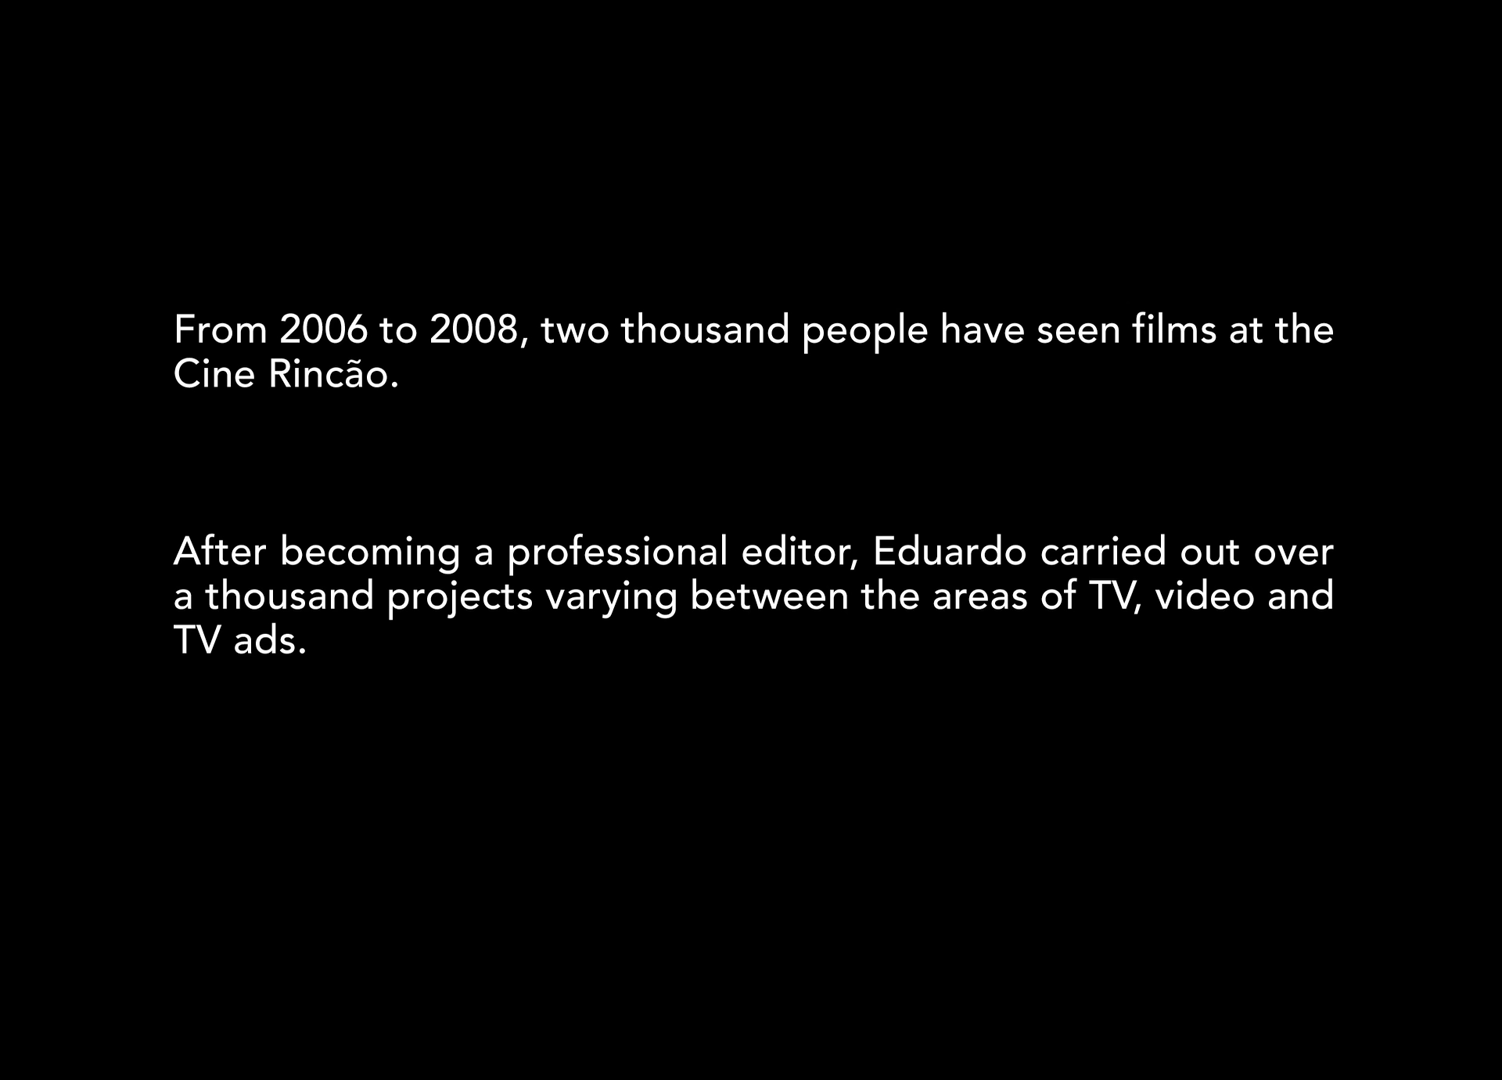 From 2006 to 2008, two thousand people have seen films at the
Cine Rincão.
After becoming a professional editor, Eduardo carried out over
a thousand projects varying between the areas of TV, video and
TV ads.